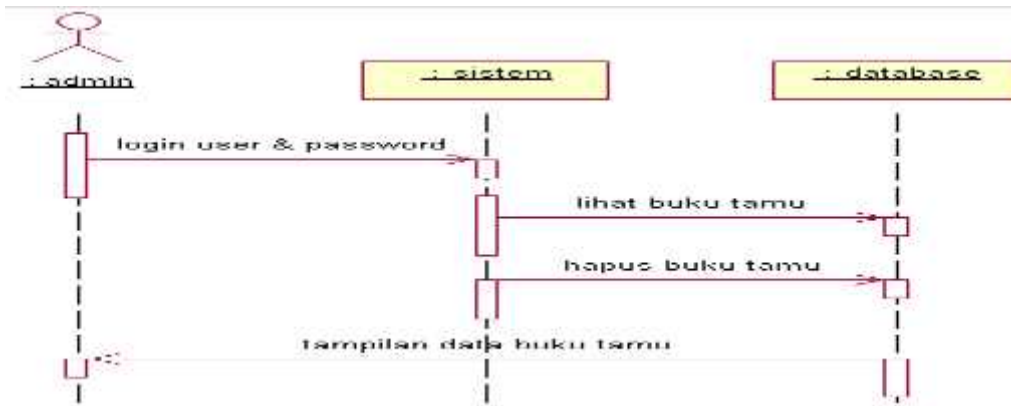 : admin
: sistem
: database
login user & password
lihat buku tamu
hapus buku tamu
tampilan data buku tamu